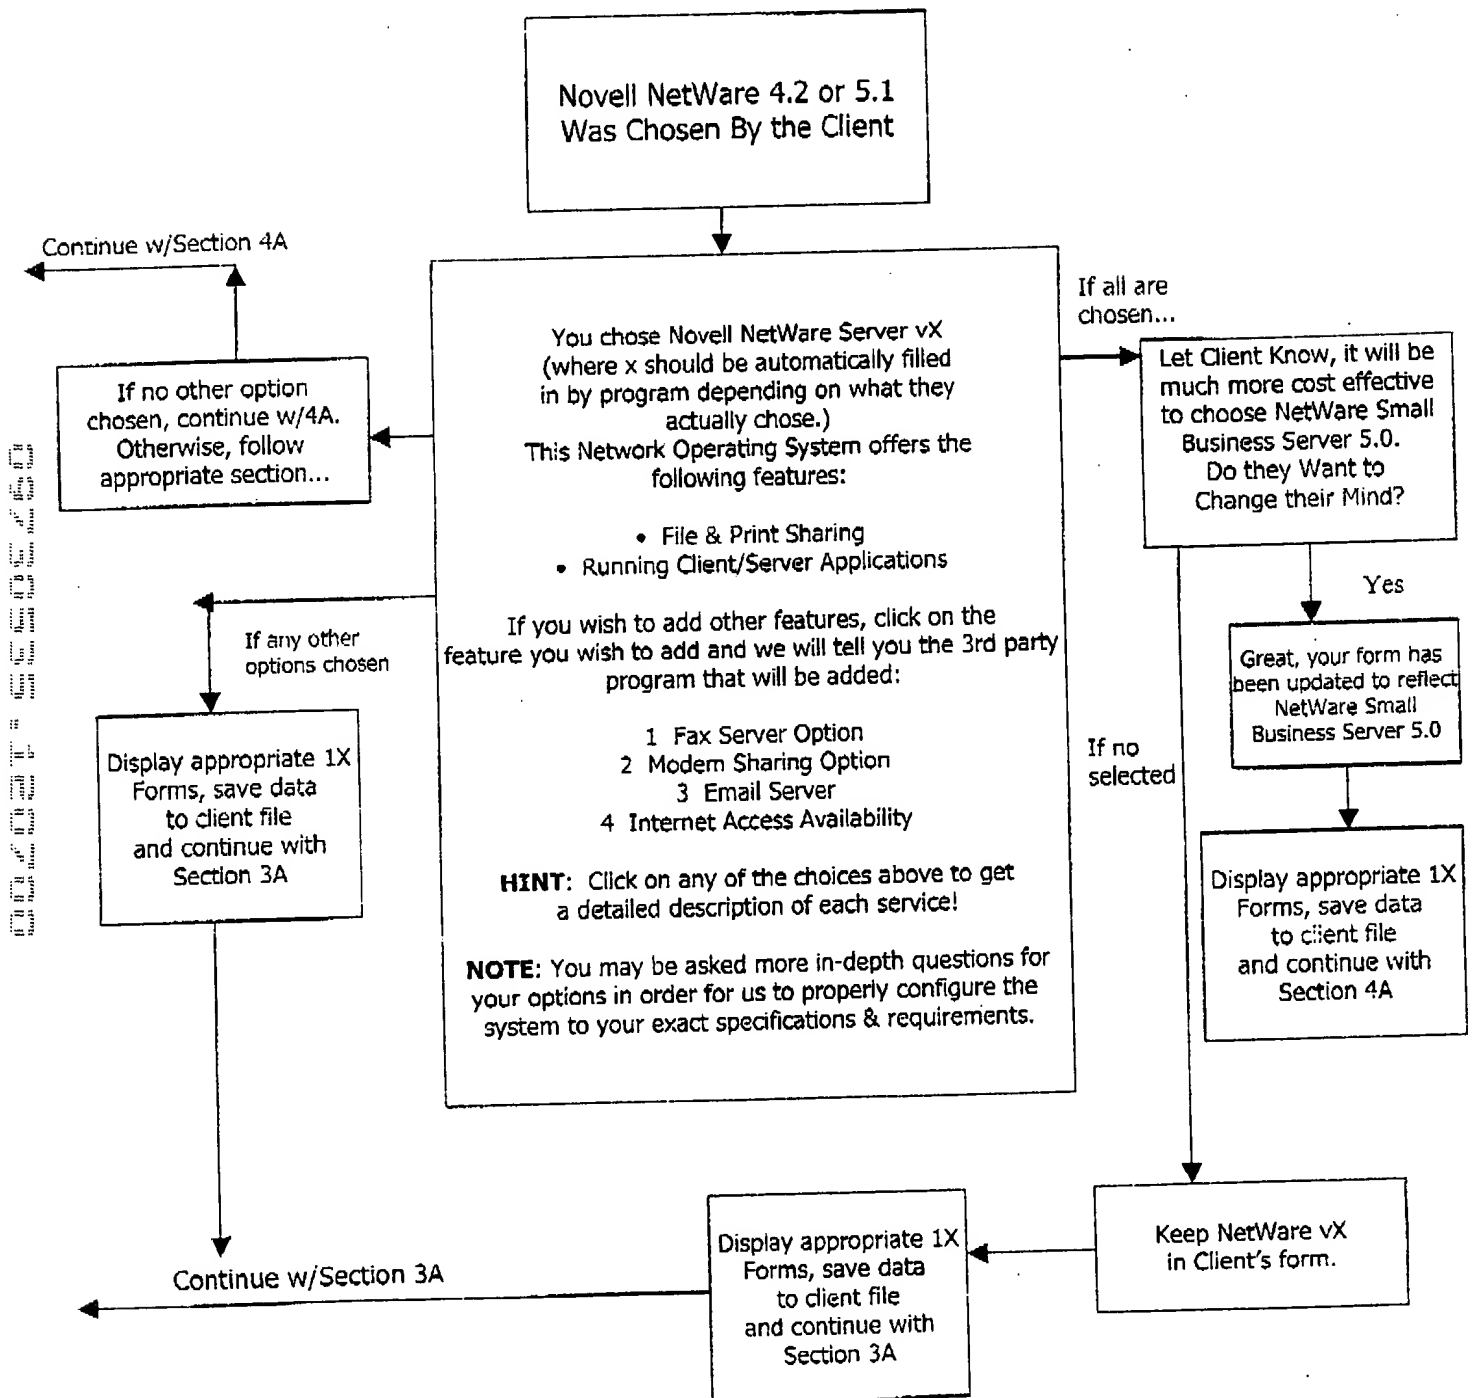 Novell NetWare 4.2 or 5.1
Was Chosen By the Client
Continue w/Section 4A
If no other option
chosen, continue w/4A.
Otherwise, follow
appropriate section...
You chose Novell NetWare Server vX
(where x should be automatically filled
in by program depending on what they
actually chose.)
This Network Operating System offers the
following features:
• File & Print Sharing
• Running Client/Server Applications
If you wish to add other features, click on the
feature you wish to add and we will tell you the 3rd party
program that will be added:
1 Fax Server Option
2 Modem Sharing Option
3 Email Server
4 Internet Access Availability
HINT: Click on any of the choices above to get
a detailed description of each service!
NOTE: You may be asked more in-depth questions for
your options in order for us to properly configure the
system to your exact specifications & requirements.
If all are
chosen...
Let Client Know, it will be
much more cost effective
to choose NetWare Small
Business Server 5.0.
Do they Want to
Change their Mind?
Yes
Great, your form has
been updated to reflect
NetWare Small
Business Server 5.0
Display appropriate 1X
Forms, save data
to client file
and continue with
Section 4A
If no
selected
If any other
options chosen
Display appropriate 1X
Forms, save data
to client file
and continue with
Section 3A
Keep NetWare vX
in Client's form.
Display appropriate 1X
Forms, save data
to client file
and continue with
Section 3A
Continue w/Section 3A